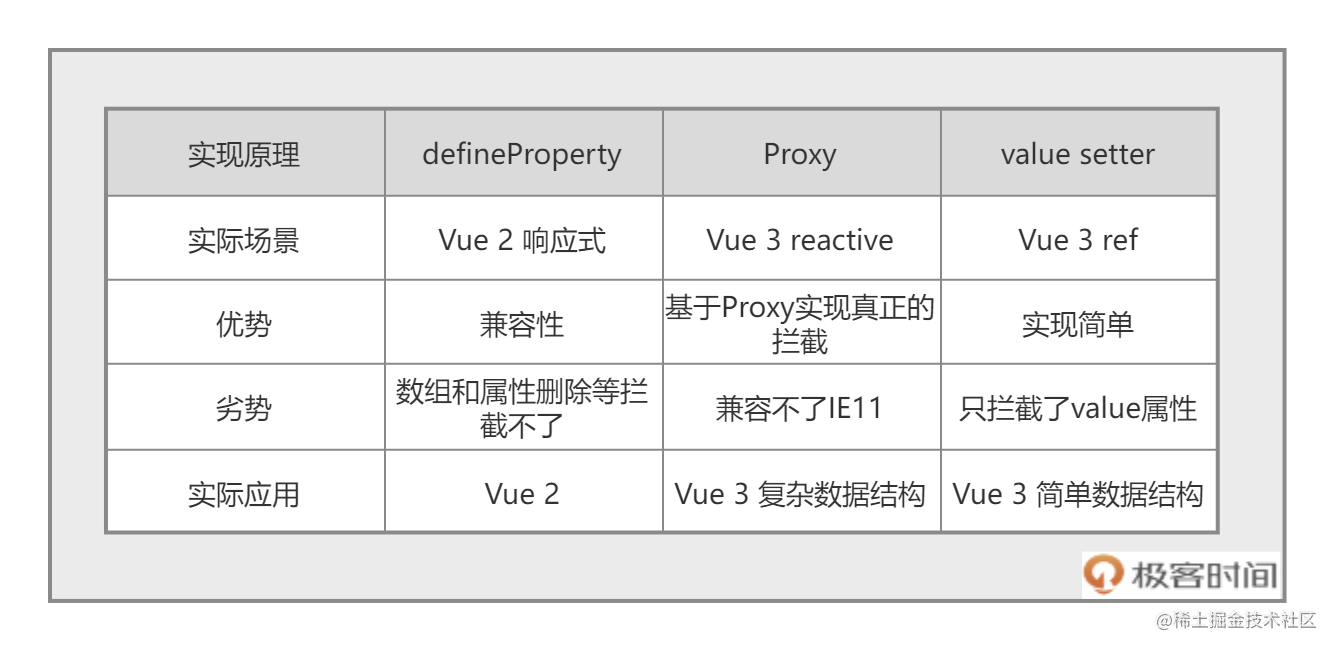 实现原理 defineProperty Proxy value setter
实际场景 Vue 2 响应式 Vue 3 reactive Vue 3 ref
优势 兼容性 基于Proxy实现真正的
拦截 实现简单
劣势 数组和属性删除等拦
截不了 兼容不了IE11 只拦截了value属性
实际应用 Vue 2 Vue 3 复杂数据结构 Vue 3 简单数据结构
极客时间
@稀土掘金技术社区